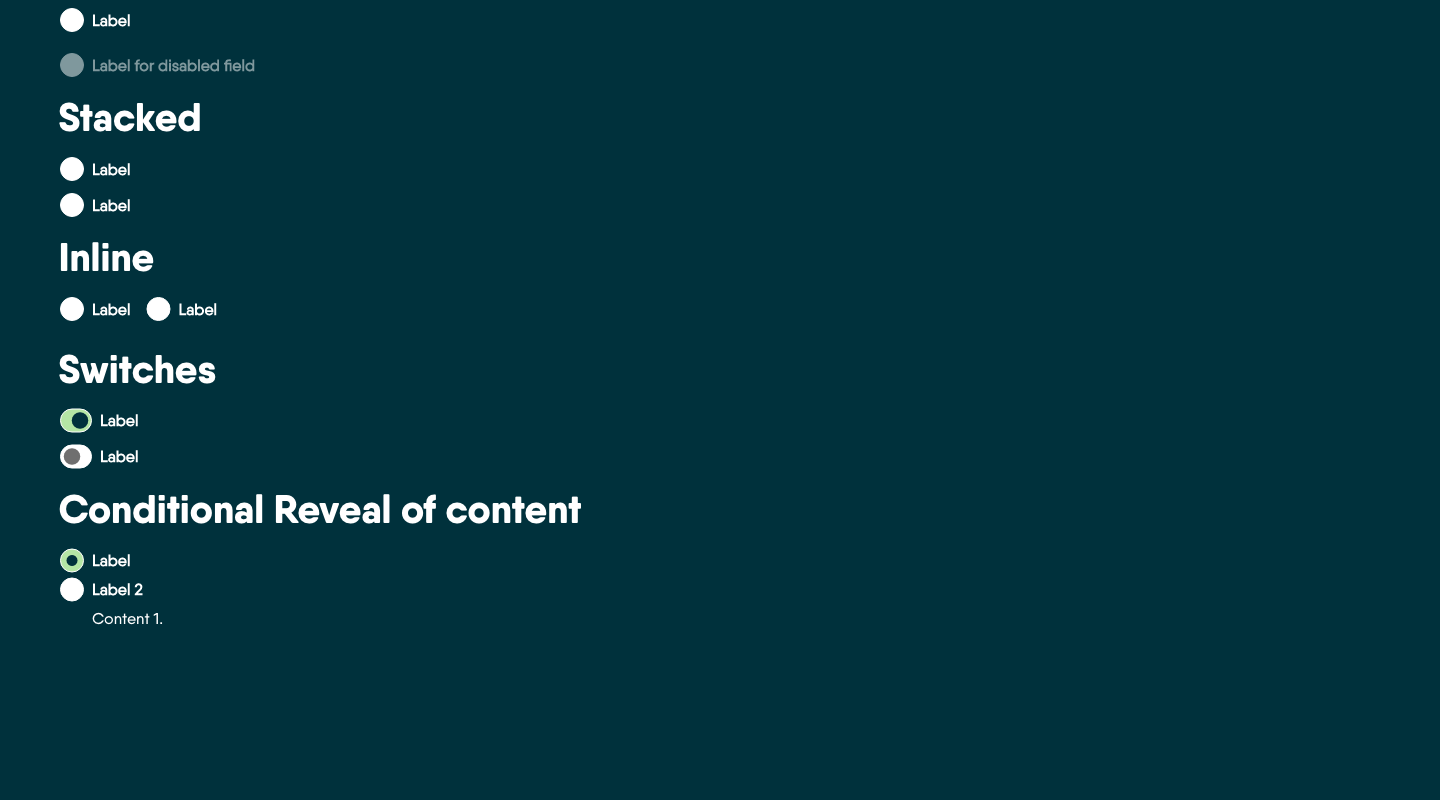 Label
Label for disabled field
Stacked
Label
Label
Inline
Label Label
Switches
Label
Label
Conditional Reveal of content
Label
Label 2
Content 1.